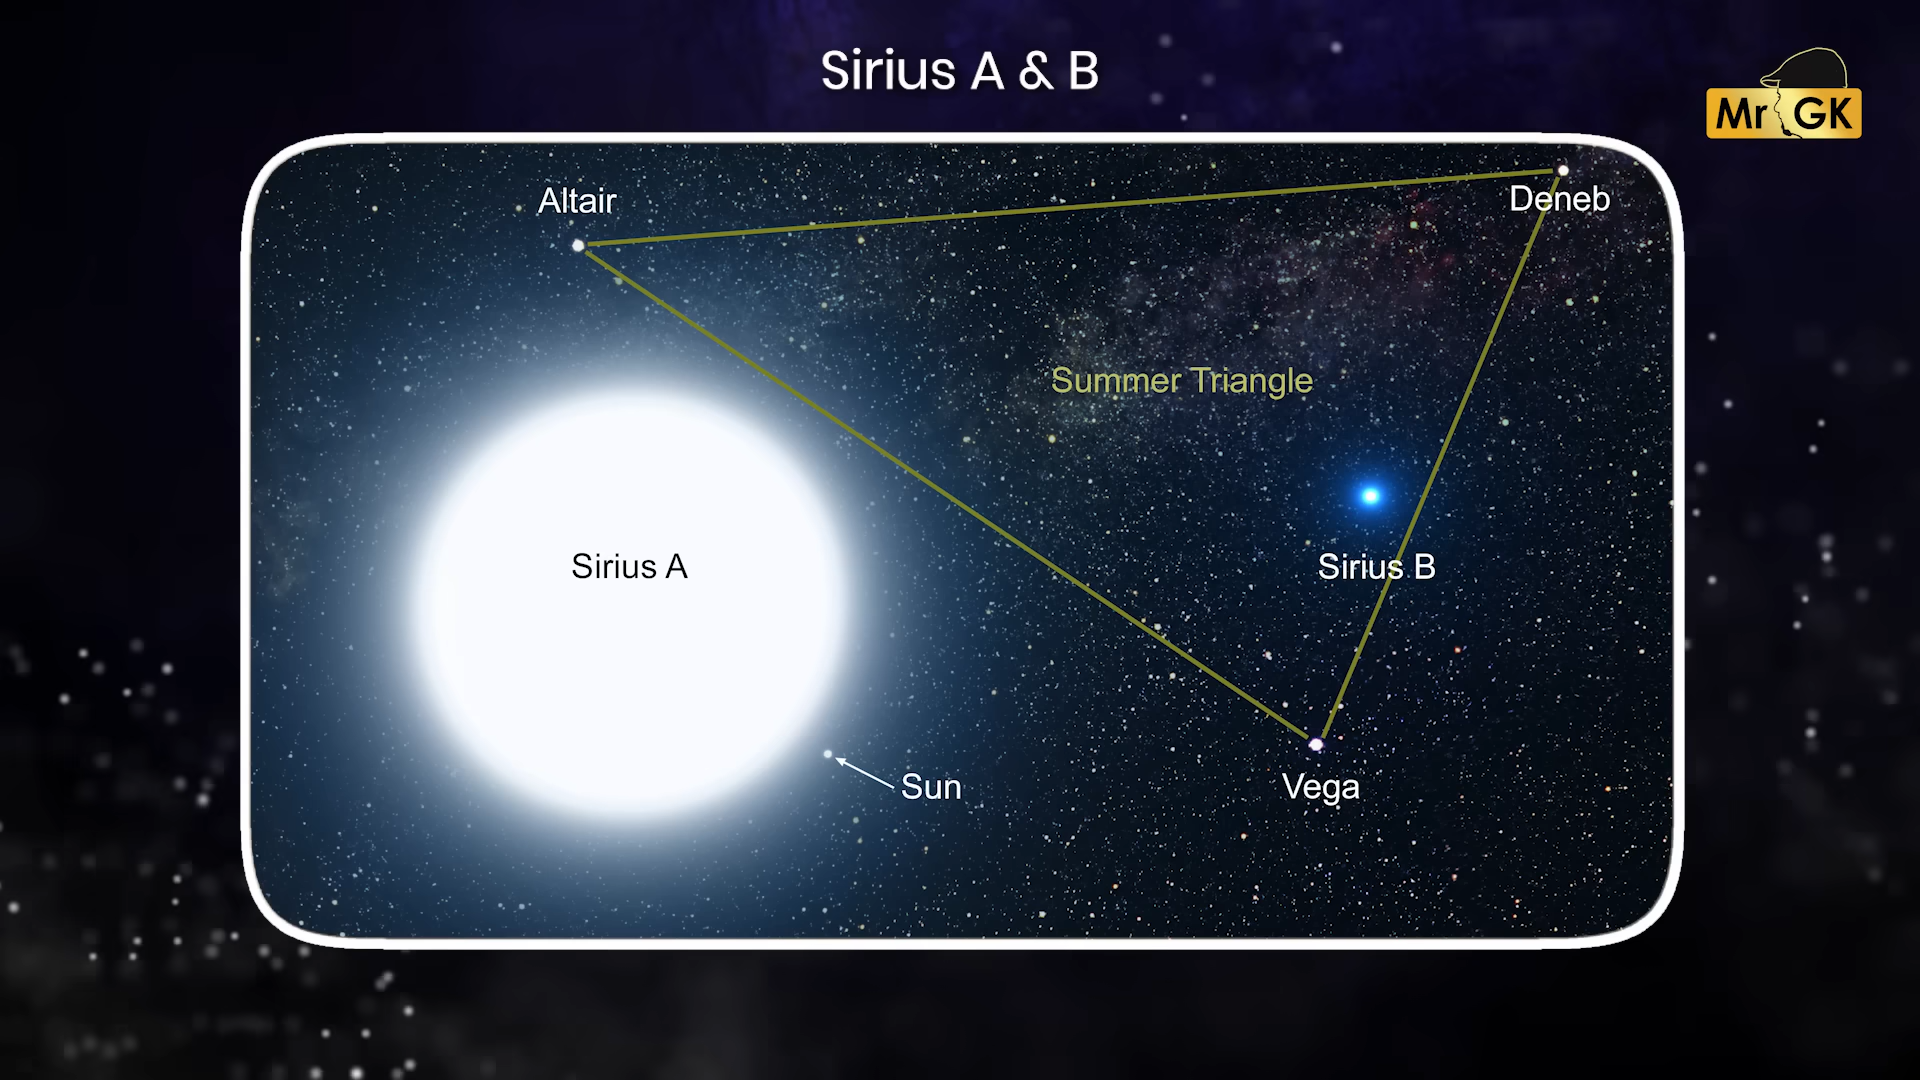 Sirius A & B
Mr GK
Altair
Deneb
Summer Triangle
Sirius A
Sirius B
Sun
Vega